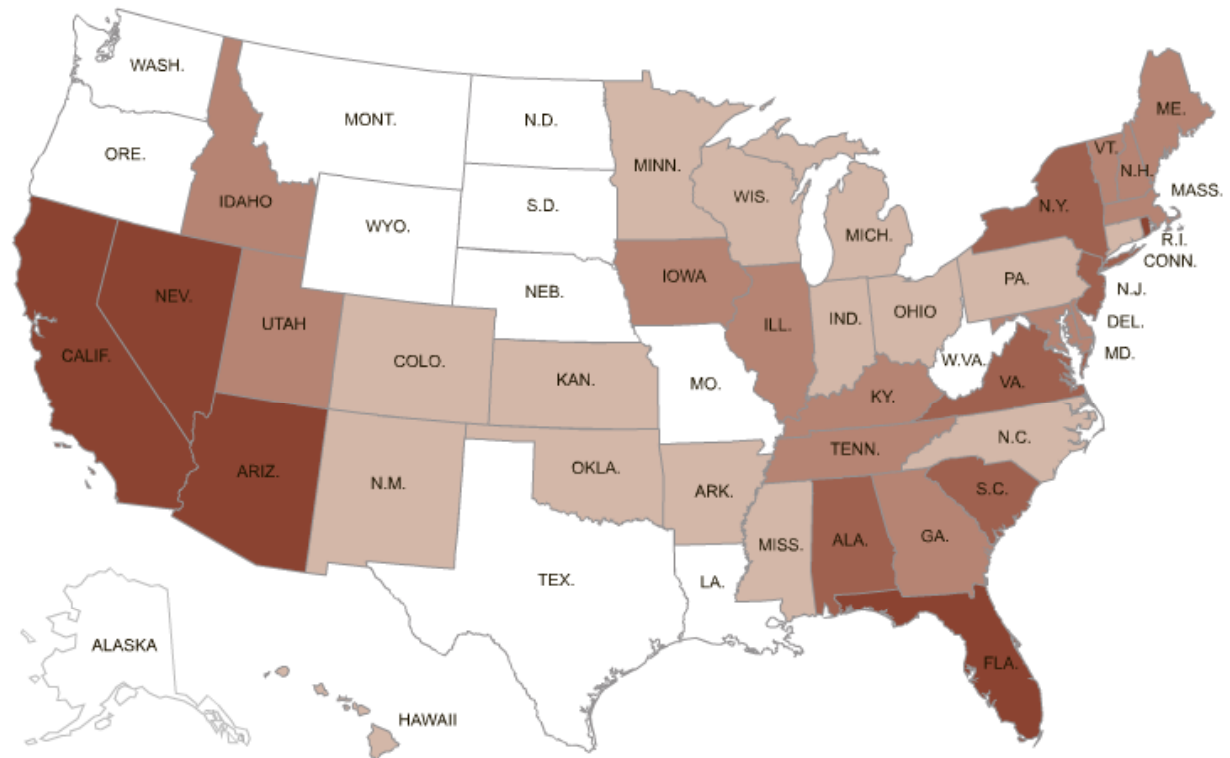 WASH.
MONT.
N.D.
MINN.
ME.
VT.
N.H.
ORE.
IDAHO
S.D.
WIS.
MASS.
N.Y.
WYO.
MICH.
R.I.
CONN.
NEV.
NEB.
IOWA
PA.
N.J.
UTAH
ILL.
IND.
OHIO
DEL.
CALIF.
COLO.
KAN.
MO.
W.VA.
MD.
VA.
KY.
N.C.
TENN.
ARIZ.
N.M.
OKLA.
ARK.
S.C.
MISS.
ALA.
GA.
TEX.
LA.
ALASKA
FLA.
HAWAII